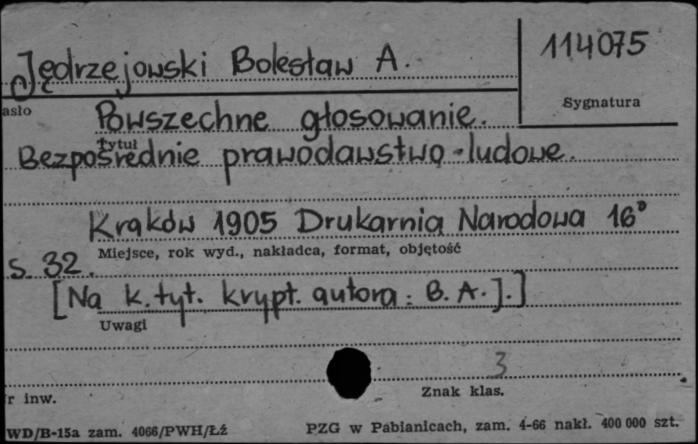 Jędrzejowski Bolesław A.
114075
asło
Sygnatura
Powszechne głosowanie.
Tytuł
Bezpośrednie prawodawstwo-ludowe.
Kraków 1905 Drukarnia Narodowa 16°
Miejsce, rok wyd., nakładca, format, objętość
s. 32.
[Na k. tyt. krypt. autora: B. A. J.]
Uwagi
3
r inw.
Znak klas.
WD/B-15a zam. 4066/PWH/Łź
PZG w Pabianicach, zam. 4-66 nakł. 400 000 szt.